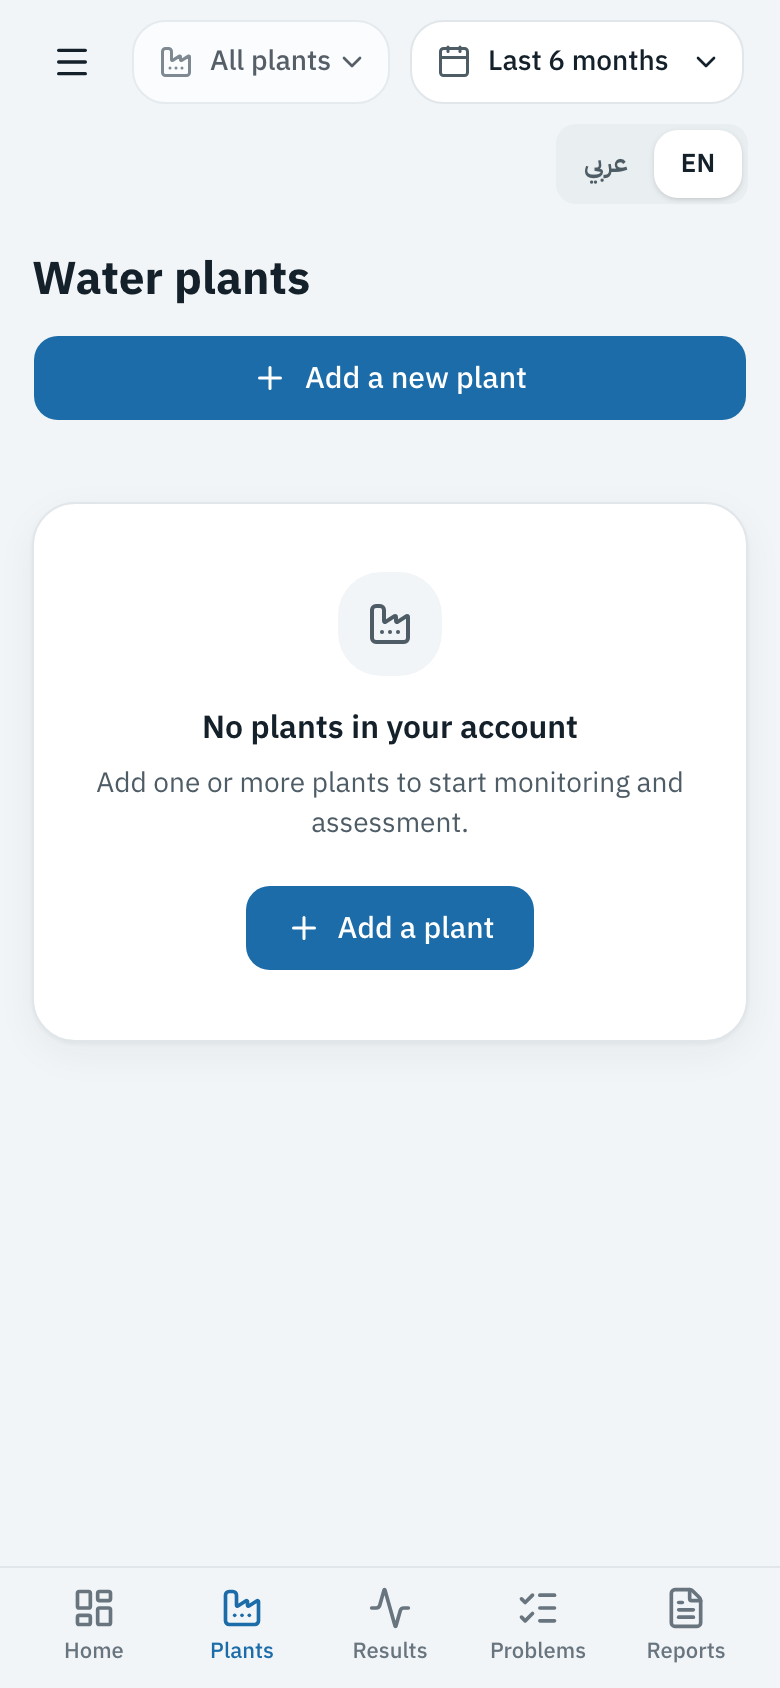 All plants
Last 6 months
عربي
EN
Water plants
Add a new plant
No plants in your account
Add one or more plants to start monitoring and
assessment.
Add a plant
Home
Plants
Results
Problems
Reports